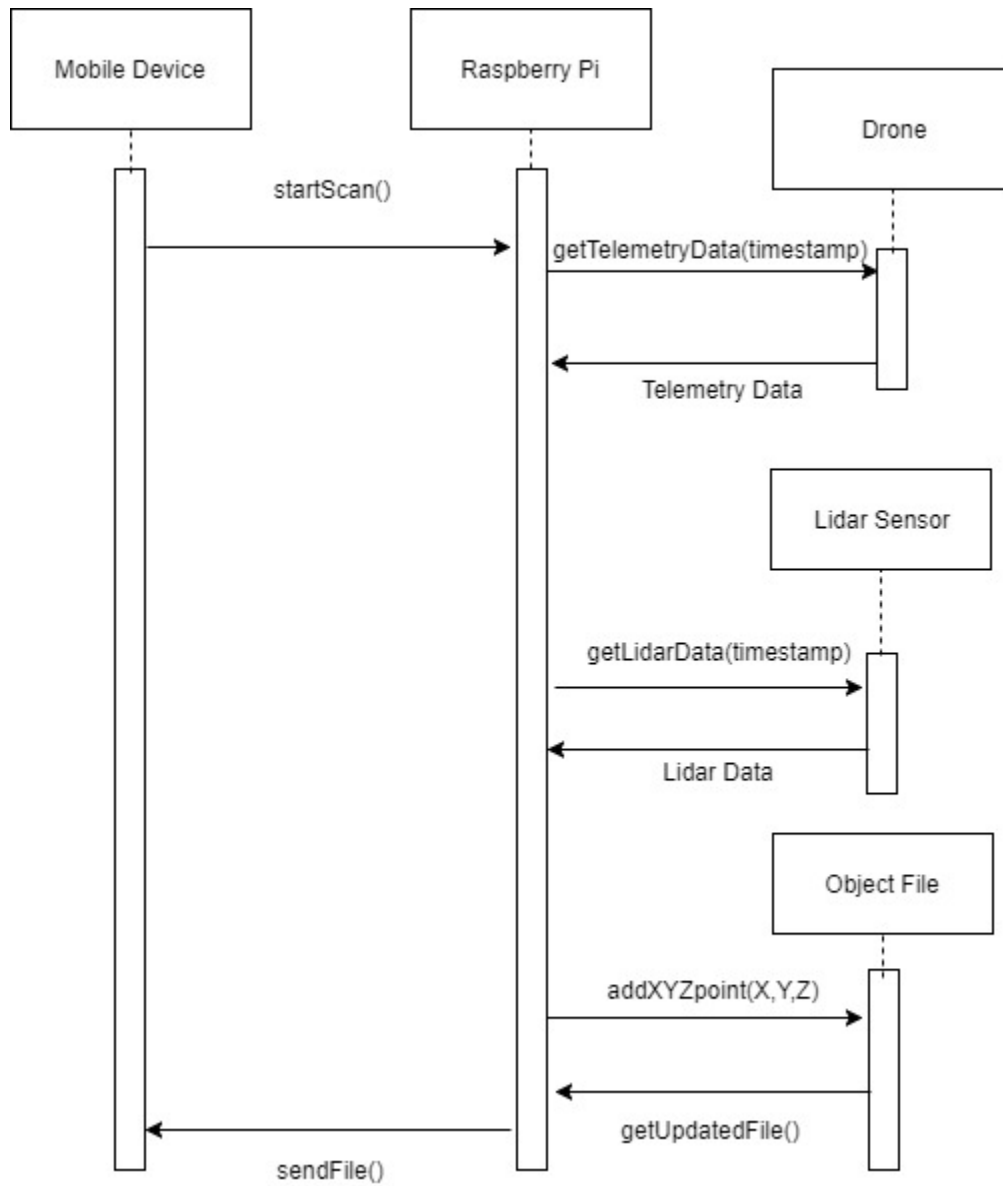 Mobile Device
Raspberry Pi
Drone
startScan()
getTelemetryData(timestamp)
Telemetry Data
Lidar Sensor
getLidarData(timestamp)
Lidar Data
Object File
addXYZpoint(X,Y,Z)
getUpdatedFile()
sendFile()